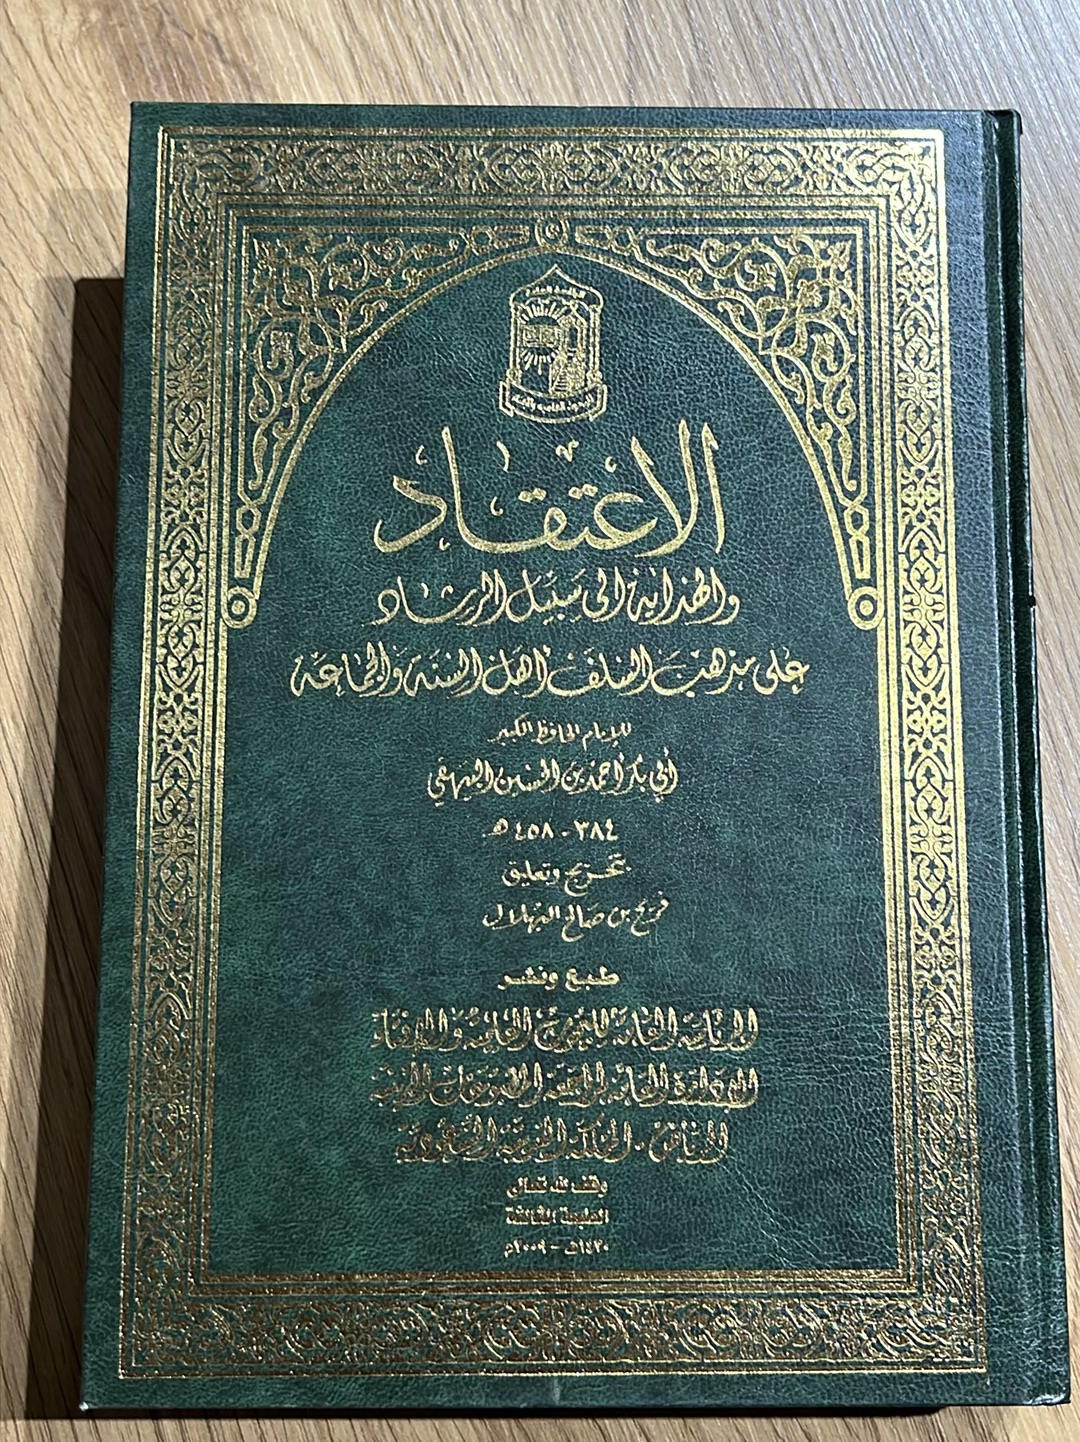 الاعتقاد
والهداية إلى سبيل الرشاد
على مذهب السلف أهل السنة والجماعة
للإمام الحافظ الكبير
أبي بكر أحمد بن الحسين البيهقي
٣٨٤ - ٤٥٨ هـ
تخريج وتعليق
فريح بن صالح البهلال
طبع ونشر
الرئاسة العامة للبحوث العلمية والإفتاء
الإدارة العامة لمراجعة المطبوعات الدينية
الرياض - المملكة العربية السعودية
وقف لله تعالى
الطبعة الثالثة
١٤٣٠هـ - ٢٠٠٩م